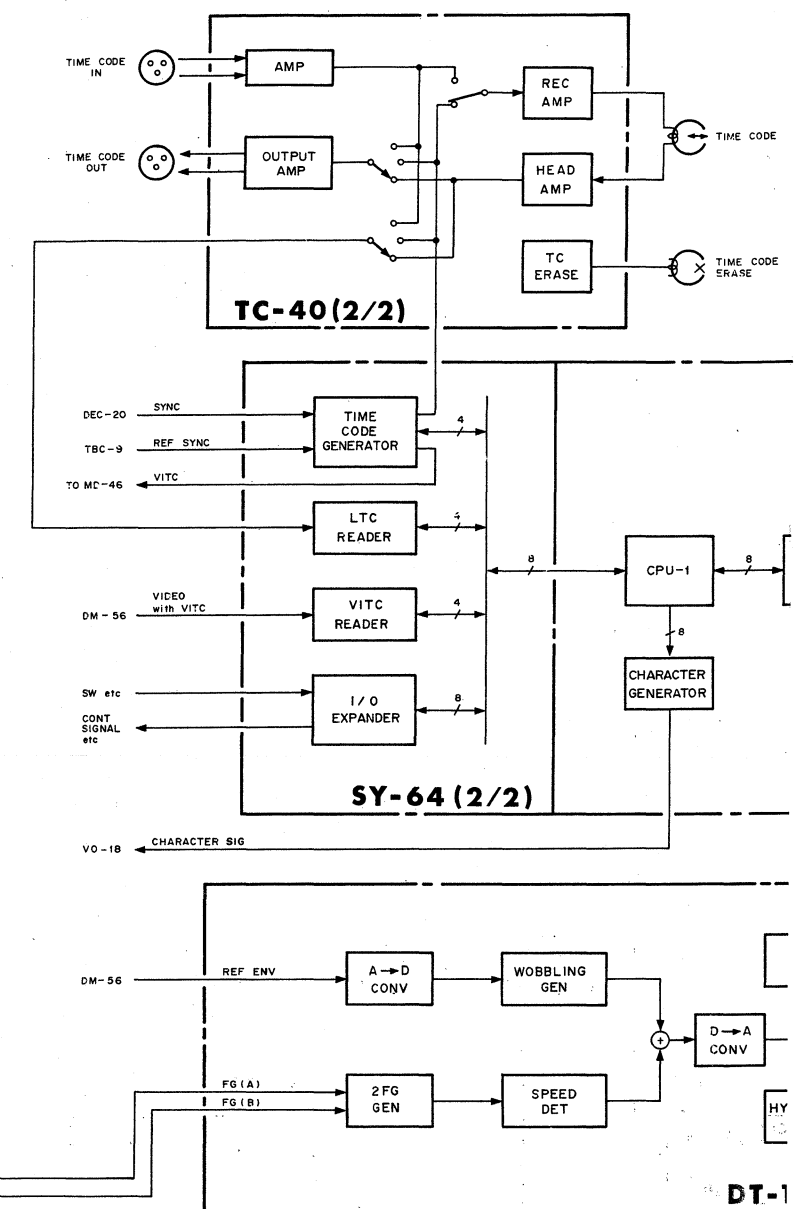 TIME CODE
IN
AMP
REC
AMP
TIME CODE
TIME CODE
OUT
OUTPUT
AMP
HEAD
AMP
TC
ERASE
TIME CODE
ERASE
TC-40(2/2)
DEC-20
SYNC
TIME
CODE
GENERATOR
4
TBC-9
REF SYNC
TO MD-46
VITC
LTC
READER
4
8
CPU-1
8
DM-56
VIDEO
with VITC
VITC
READER
4
8
CHARACTER
GENERATOR
SW etc
I/O
EXPANDER
8
CONT
SIGNAL
etc
SY-64 (2/2)
VO-18
CHARACTER SIG
DM-56
REF ENV
A→D
CONV
WOBBLING
GEN
+
D→A
CONV
FG(A)
FG(B)
2FG
GEN
SPEED
DET
HY
DT-1